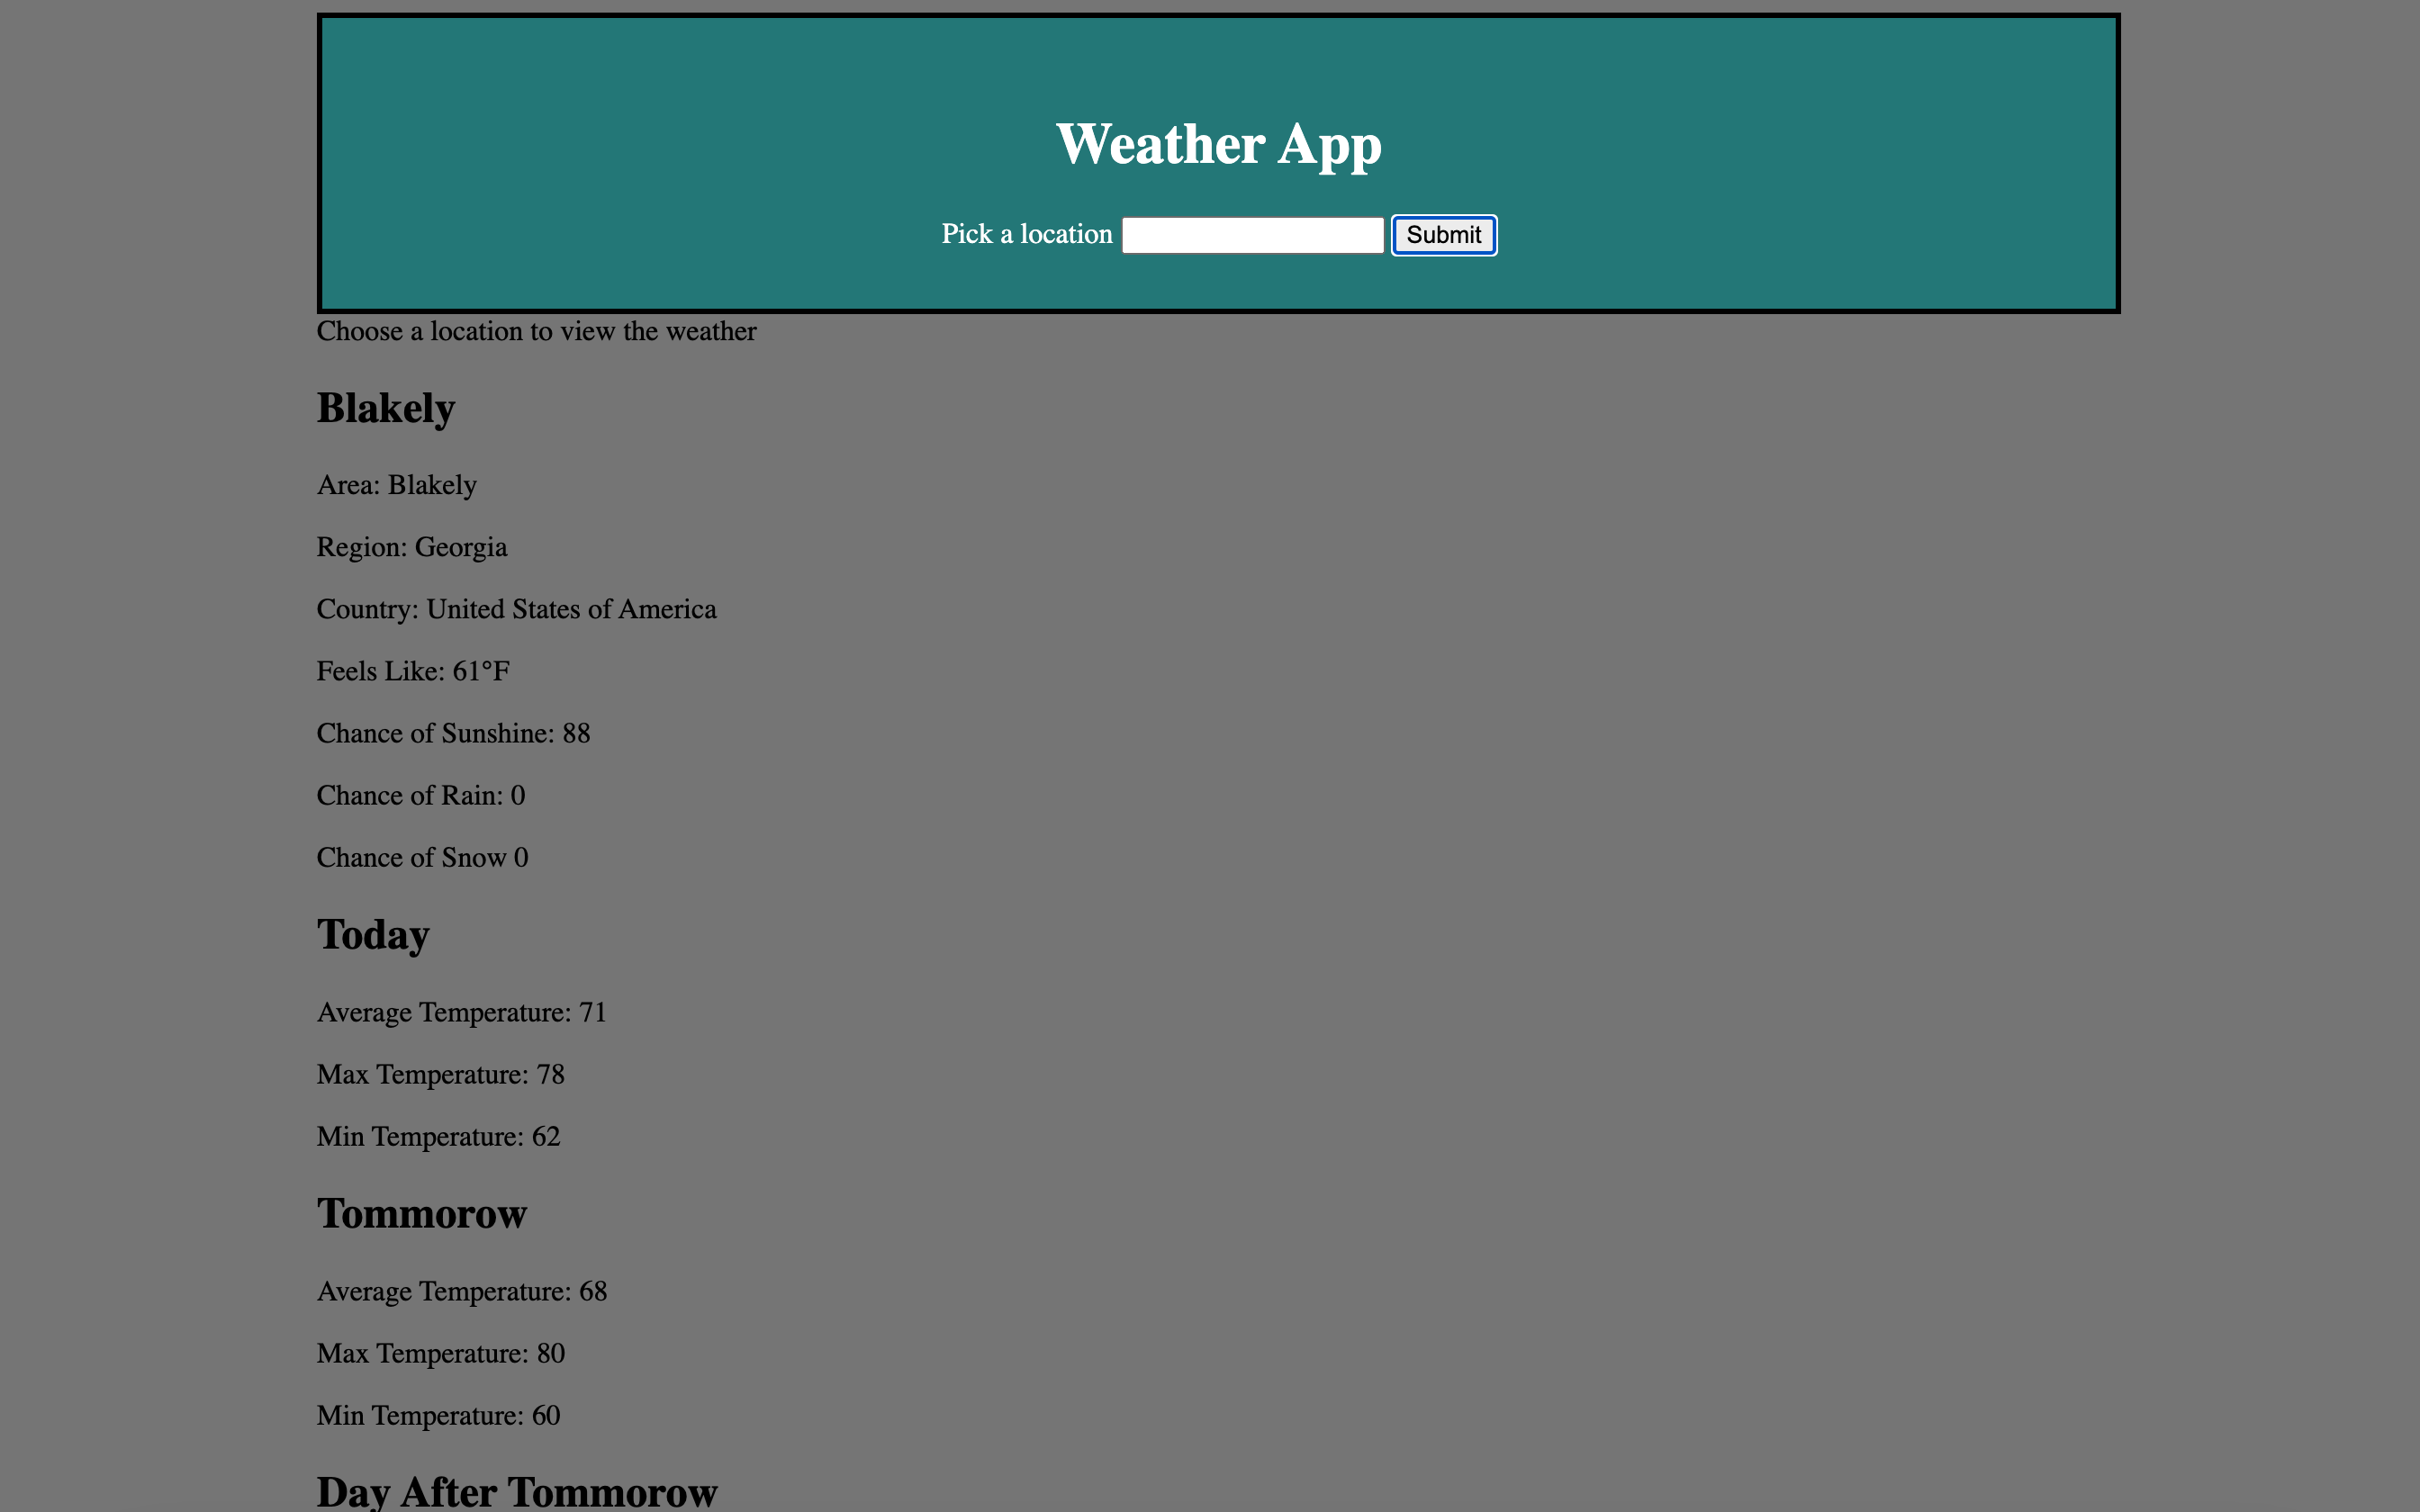 Weather App
Pick a location Submit
Choose a location to view the weather
Blakely
Area: Blakely
Region: Georgia
Country: United States of America
Feels Like: 61°F
Chance of Sunshine: 88
Chance of Rain: 0
Chance of Snow 0
Today
Average Temperature: 71
Max Temperature: 78
Min Temperature: 62
Tommorow
Average Temperature: 68
Max Temperature: 80
Min Temperature: 60
Day After Tommorow